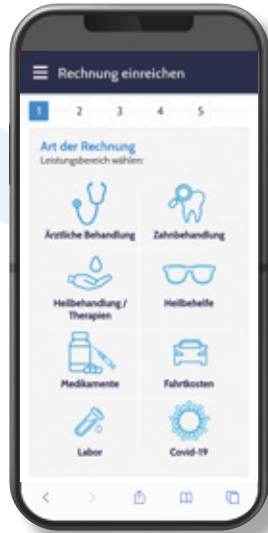 Rechnung einreichen
1 2 3 4 5
Art der Rechnung
Leistungsbereich wählen:
Ärztliche Behandlung
Zahnbehandlung
Heilbehandlung /
Therapien
Heilbehelfe
Medikamente
Fahrtkosten
Labor
Covid-19